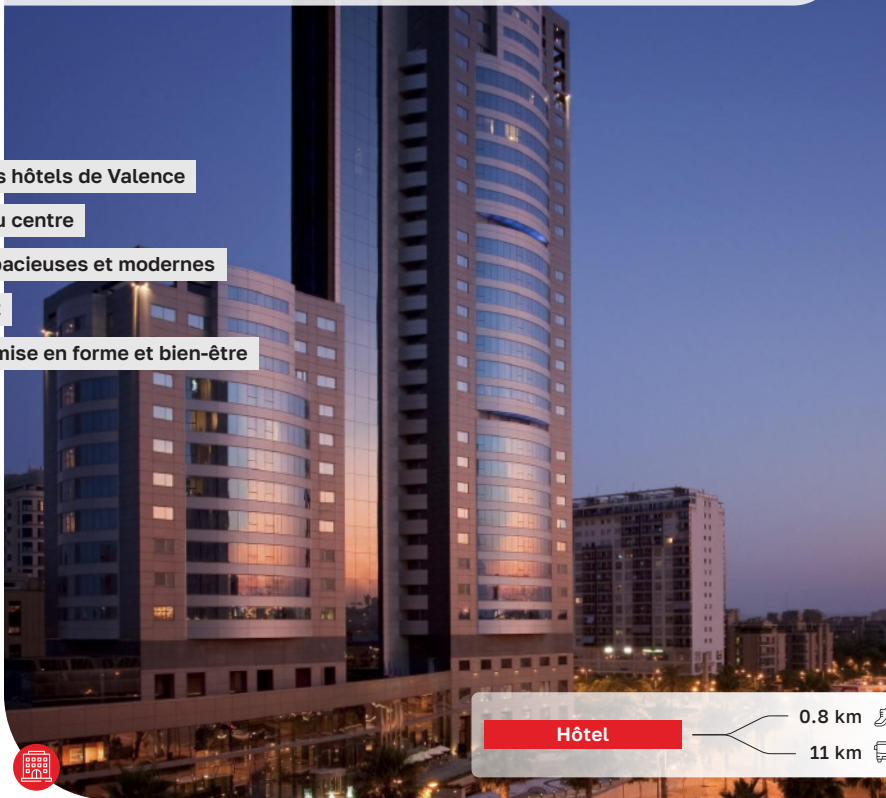 s hôtels de Valence
u centre
pacieuses et modernes
mise en forme et bien-être
Hôtel
0.8 km
11 km